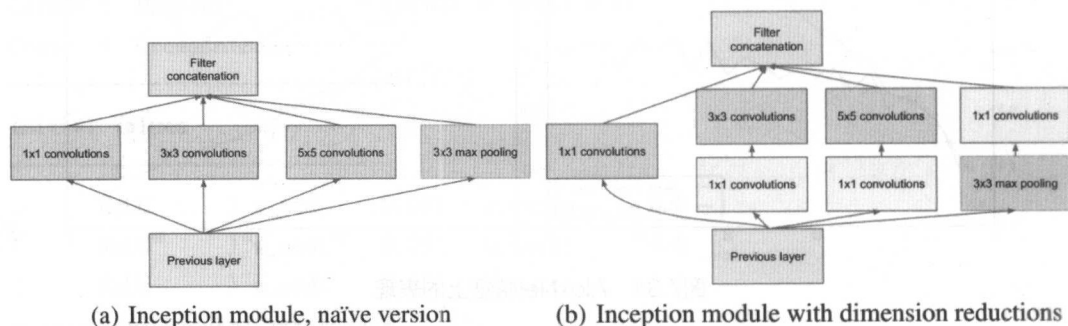 Filter
concatenation
1x1 convolutions
3x3 convolutions
5x5 convolutions
3x3 max pooling
Previous layer
(a) Inception module, naïve version
Filter
concatenation
3x3 convolutions
5x5 convolutions
1x1 convolutions
1x1 convolutions
1x1 convolutions
1x1 convolutions
3x3 max pooling
Previous layer
(b) Inception module with dimension reductions